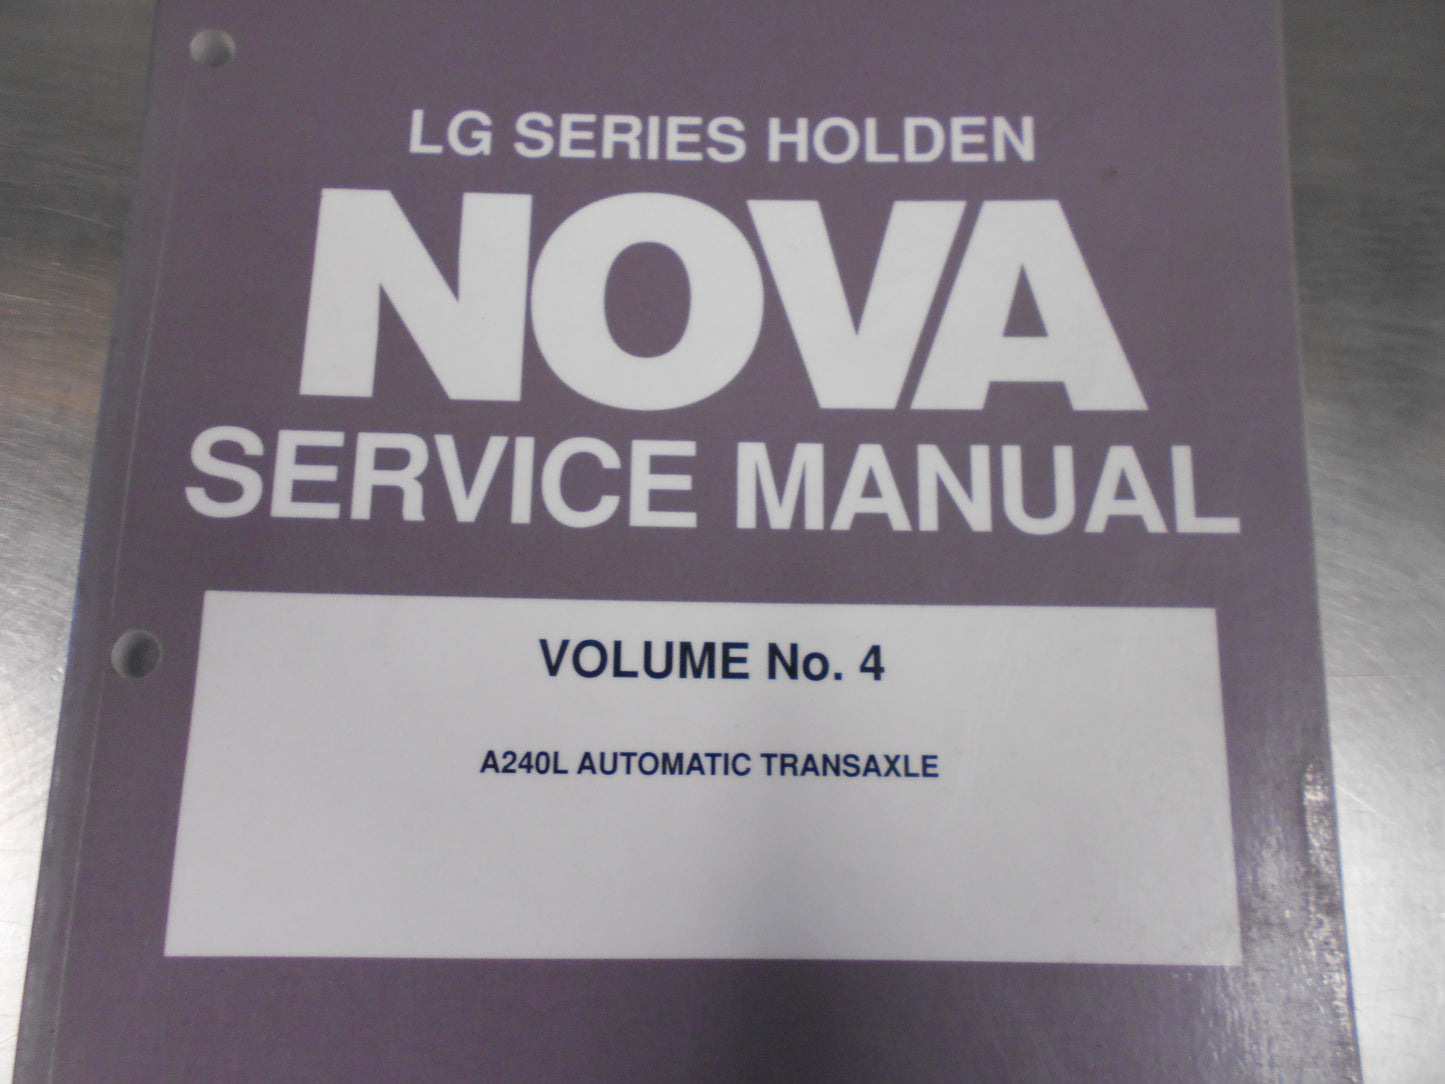 LG SERIES HOLDEN
NOVA
SERVICE MANUAL
VOLUME No. 4
A240L AUTOMATIC TRANSAXLE